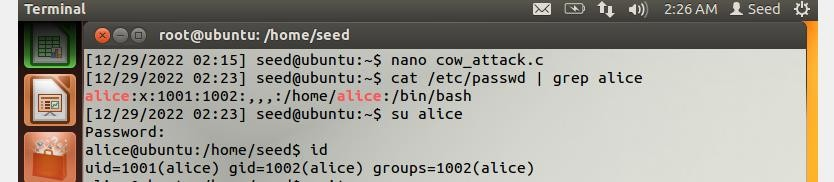 Terminal 2:26 AM Seed
root@ubuntu: /home/seed
[12/29/2022 02:15] seed@ubuntu:~$ nano cow_attack.c
[12/29/2022 02:23] seed@ubuntu:~$ cat /etc/passwd | grep alice
alice:x:1001:1002:,,,:/home/alice:/bin/bash
[12/29/2022 02:23] seed@ubuntu:~$ su alice
Password:
alice@ubuntu:/home/seed$ id
uid=1001(alice) gid=1002(alice) groups=1002(alice)